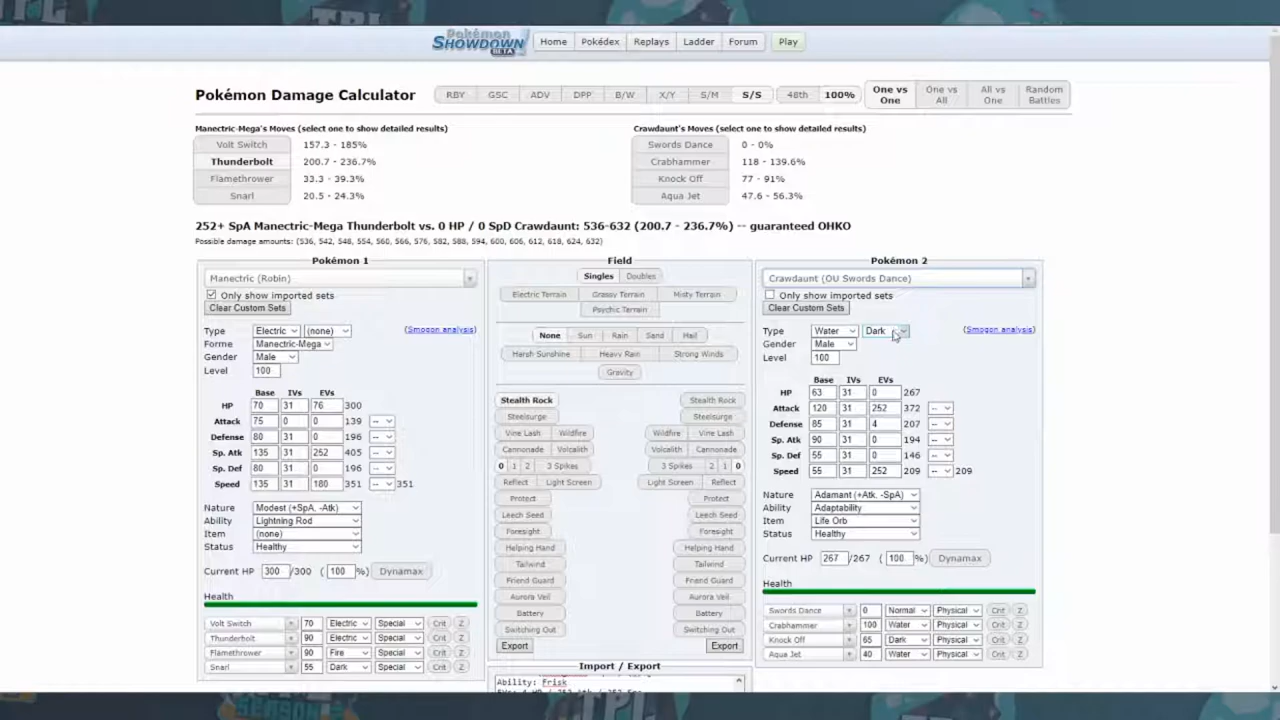 Pokémon
SHOWDOWN
BETA
Home Pokédex Replays Ladder Forum Play
Pokémon Damage Calculator
RBY GSC ADV DPP B/W X/Y S/M S/S 48th 100% One vs One One vs All All vs One Random Battles
Manectric-Mega's Moves (select one to show detailed results) Crawdaunt's Moves (select one to show detailed results)
Volt Switch 157.3 - 185% Swords Dance 0 - 0%
Thunderbolt 200.7 - 236.7% Crabhammer 118 - 139.6%
Flamethrower 33.3 - 39.3% Knock Off 77 - 91%
Snarl 20.5 - 24.3% Aqua Jet 47.6 - 56.3%
252+ SpA Manectric-Mega Thunderbolt vs. 0 HP / 0 SpD Crawdaunt: 536-632 (200.7 - 236.7%) -- guaranteed OHKO
Possible damage amounts: (536, 542, 548, 554, 560, 566, 576, 582, 588, 594, 600, 606, 612, 618, 624, 632)
Pokémon 1
Manectric (Robin)
Only show imported sets
Clear Custom Sets
Type Electric (none) (Smogon analysis)
Forme Manectric-Mega
Gender Male
Level 100
Base IVs EVs
HP 70 31 76 300
Attack 75 0 0 139 --
Defense 80 31 0 196 --
Sp. Atk 135 31 252 405 --
Sp. Def 80 31 0 196 --
Speed 135 31 180 351 -- 351
Nature Modest (+SpA, -Atk)
Ability Lightning Rod
Item (none)
Status Healthy
Current HP 300 /300 ( 100 %) Dynamax
Health
Volt Switch 70 Electric Special Crit Z
Thunderbolt 90 Electric Special Crit Z
Flamethrower 90 Fire Special Crit Z
Snarl 55 Dark Special Crit Z
Field
Singles Doubles
Electric Terrain Grassy Terrain Misty Terrain
Psychic Terrain
None Sun Rain Sand Hail
Harsh Sunshine Heavy Rain Strong Winds
Gravity
Stealth Rock Stealth Rock
Steelsurge Steelsurge
Vine Lash Wildfire Wildfire Vine Lash
Cannonade Volcalith Volcalith Cannonade
0 1 2 3 Spikes 3 Spikes 2 1 0
Reflect Light Screen Light Screen Reflect
Protect Protect
Leech Seed Leech Seed
Foresight Foresight
Helping Hand Helping Hand
Tailwind Tailwind
Friend Guard Friend Guard
Aurora Veil Aurora Veil
Battery Battery
Switching Out Switching Out
Export Export
Import / Export
Ability: Frisk
Pokémon 2
Crawdaunt (OU Swords Dance)
Only show imported sets
Clear Custom Sets
Type Water Dark (Smogon analysis)
Gender Male
Level 100
Base IVs EVs
HP 63 31 0 267
Attack 120 31 252 372 --
Defense 85 31 4 207 --
Sp. Atk 90 31 0 194 --
Sp. Def 55 31 0 146 --
Speed 55 31 252 209 -- 209
Nature Adamant (+Atk, -SpA)
Ability Adaptability
Item Life Orb
Status Healthy
Current HP 267 /267 ( 100 %) Dynamax
Health
Swords Dance 0 Normal Physical Crit Z
Crabhammer 100 Water Physical Crit Z
Knock Off 65 Dark Physical Crit Z
Aqua Jet 40 Water Physical Crit Z
SEASON
TPL